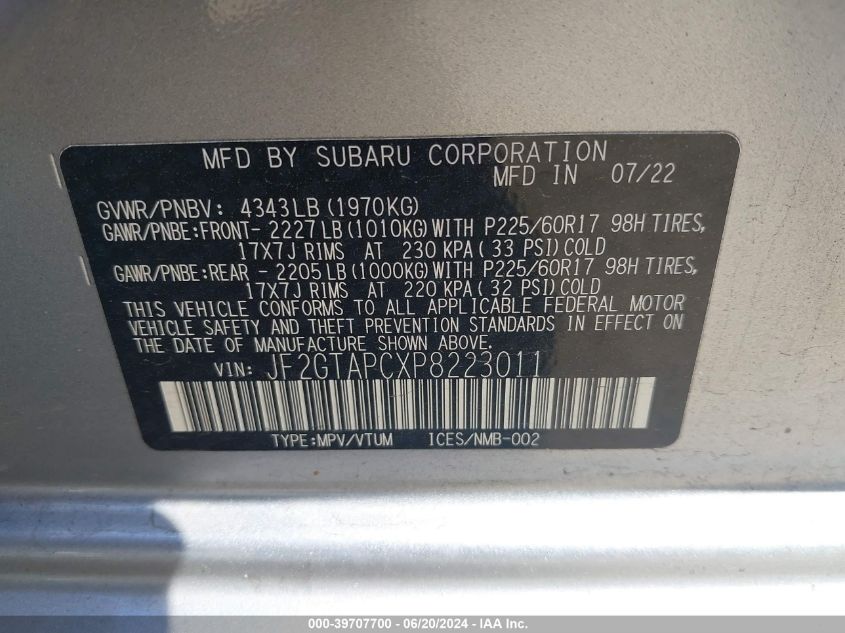 MFD BY SUBARU CORPORATION
MFD IN 07/22
GVWR/PNBV: 4343LB (1970KG)
GAWR/PNBE:FRONT- 2227 LB (1010KG) WITH P225/60R17 98H TIRES,
17X7J RIMS AT 230 KPA ( 33 PSI) COLD
GAWR/PNBE:REAR - 2205 LB (1000KG) WITH P225/60R17 98H TIRES,
17X7J RIMS AT 220 KPA ( 32 PSI) COLD
THIS VEHICLE CONFORMS TO ALL APPLICABLE FEDERAL MOTOR
VEHICLE SAFETY AND THEFT PREVENTION STANDARDS IN EFFECT ON
THE DATE OF MANUFACTURE SHOWN ABOVE.
VIN: JF2GTAPCXP8223011
TYPE:MPV/VTUM ICES/NMB-002
000-39707700 - 06/20/2024 - IAA Inc.